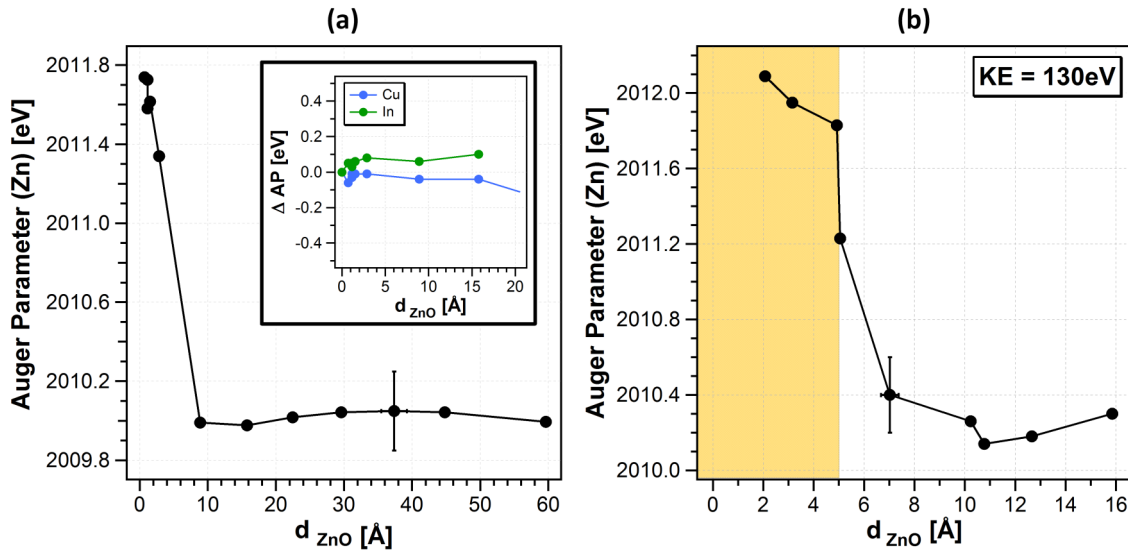 (a)
Auger Parameter (Zn) [eV]
2011.8
2011.4
2011.0
2010.6
2010.2
2009.8
0 10 20 30 40 50 60
d ZnO [Å]
Cu
In
Δ AP [eV]
0.4
0.2
0.0
-0.2
-0.4
0 5 10 15 20
d ZnO [Å]
(b)
KE = 130eV
Auger Parameter (Zn) [eV]
2012.0
2011.6
2011.2
2010.8
2010.4
2010.0
0 2 4 6 8 10 12 14 16
d ZnO [Å]